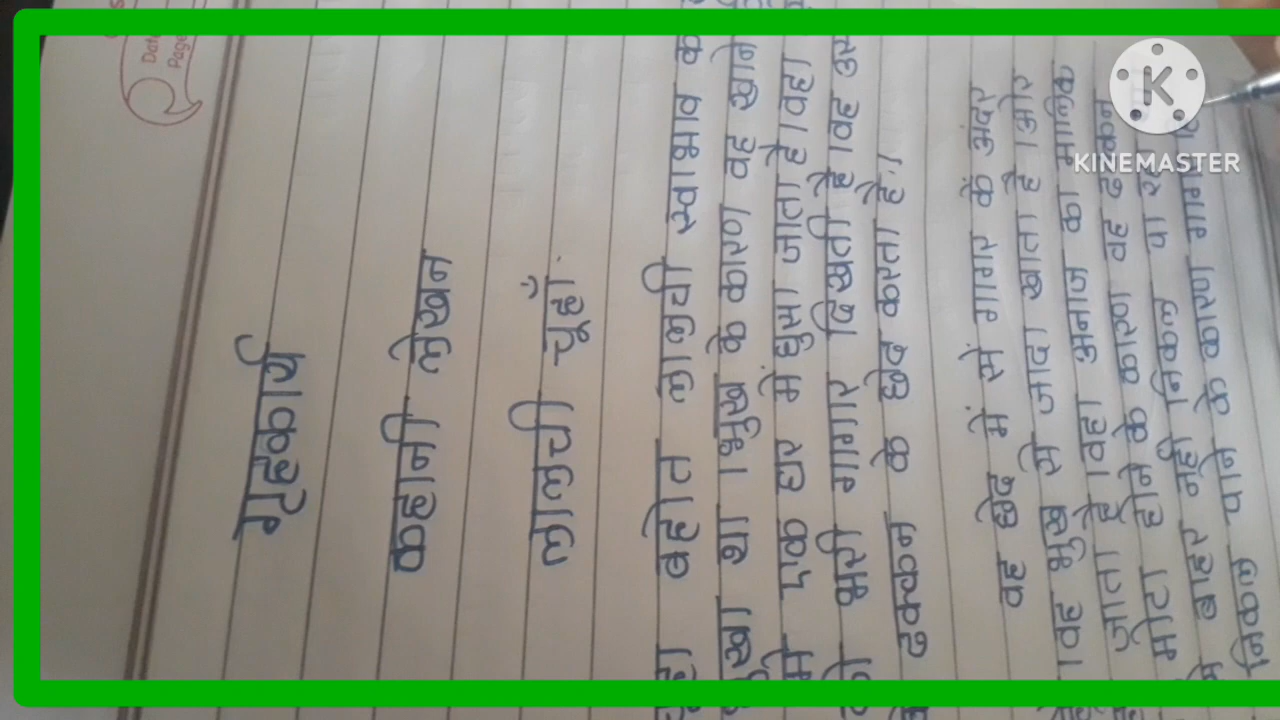 Date
Page
गृहकार्य
कहानी लेखन
लालची चूहाँ.
बहोत लालची स्वाभाव क
था । भुख के कारण वह खाने
एक घर में घुसा जाता है । वहा
भरी गागार दिखती है । वह उस
ढक्कन के छेद करता है ।
वह छेद में से गागार के अंदर
। वह भुख से जादा खाता है । और
जाता है । वहा अनाज का मालिक
मोटा होने के कारण वह ढक्कन
बाहर नही निकल पा रहा
निकल पाने के कारण गागार
KINEMASTER